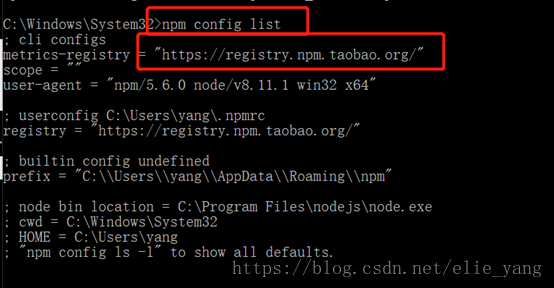 C:\Windows\System32>npm config list
; cli configs
metrics-registry = "https://registry.npm.taobao.org/"
scope = ""
user-agent = "npm/5.6.0 node/v8.11.1 win32 x64"
; userconfig C:\Users\yang\.npmrc
registry = "https://registry.npm.taobao.org/"
; builtin config undefined
prefix = "C:\\Users\\yang\\AppData\\Roaming\\npm"
; node bin location = C:\Program Files\nodejs\node.exe
; cwd = C:\Windows\System32
; HOME = C:\Users\yang
; "npm config ls -l" to show all defaults.
https://blog.csdn.net/elie_yang